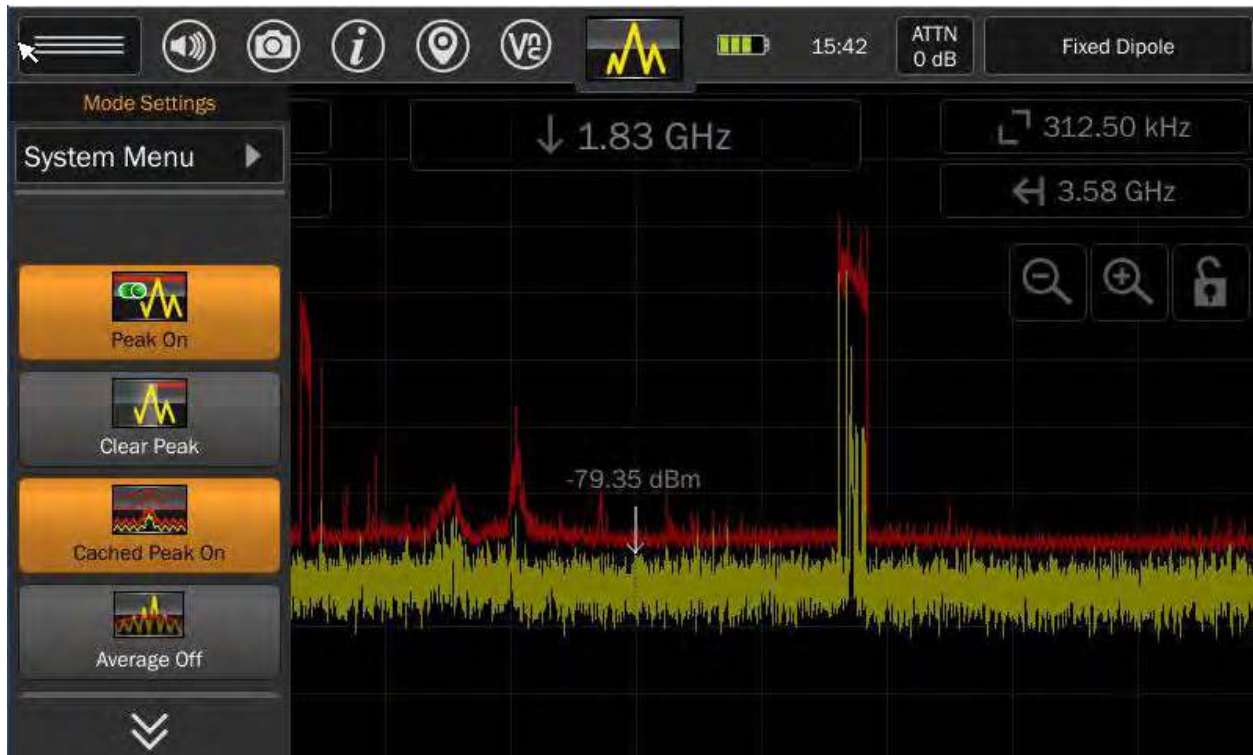 VNC
15:42
ATTN
0 dB
Fixed Dipole
Mode Settings
System Menu
↓ 1.83 GHz
312.50 kHz
3.58 GHz
Peak On
Clear Peak
-79.35 dBm
Cached Peak On
Average Off